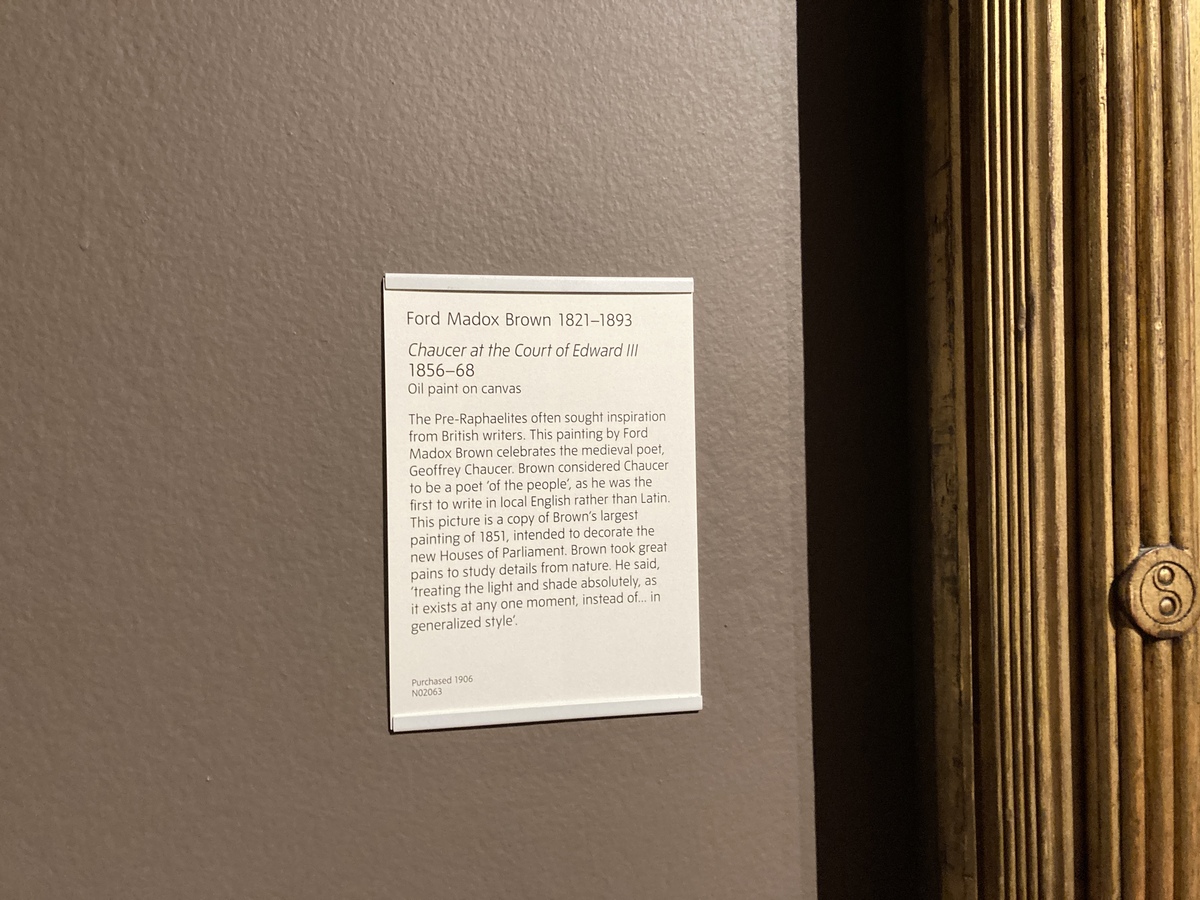 Ford Madox Brown 1821–1893
Chaucer at the Court of Edward III
1856–68
Oil paint on canvas
The Pre-Raphaelites often sought inspiration
from British writers. This painting by Ford
Madox Brown celebrates the medieval poet,
Geoffrey Chaucer. Brown considered Chaucer
to be a poet ‘of the people’, as he was the
first to write in local English rather than Latin.
This picture is a copy of Brown’s largest
painting of 1851, intended to decorate the
new Houses of Parliament. Brown took great
pains to study details from nature. He said,
‘treating the light and shade absolutely, as
it exists at any one moment, instead of... in
generalized style’.
Purchased 1906
N02063